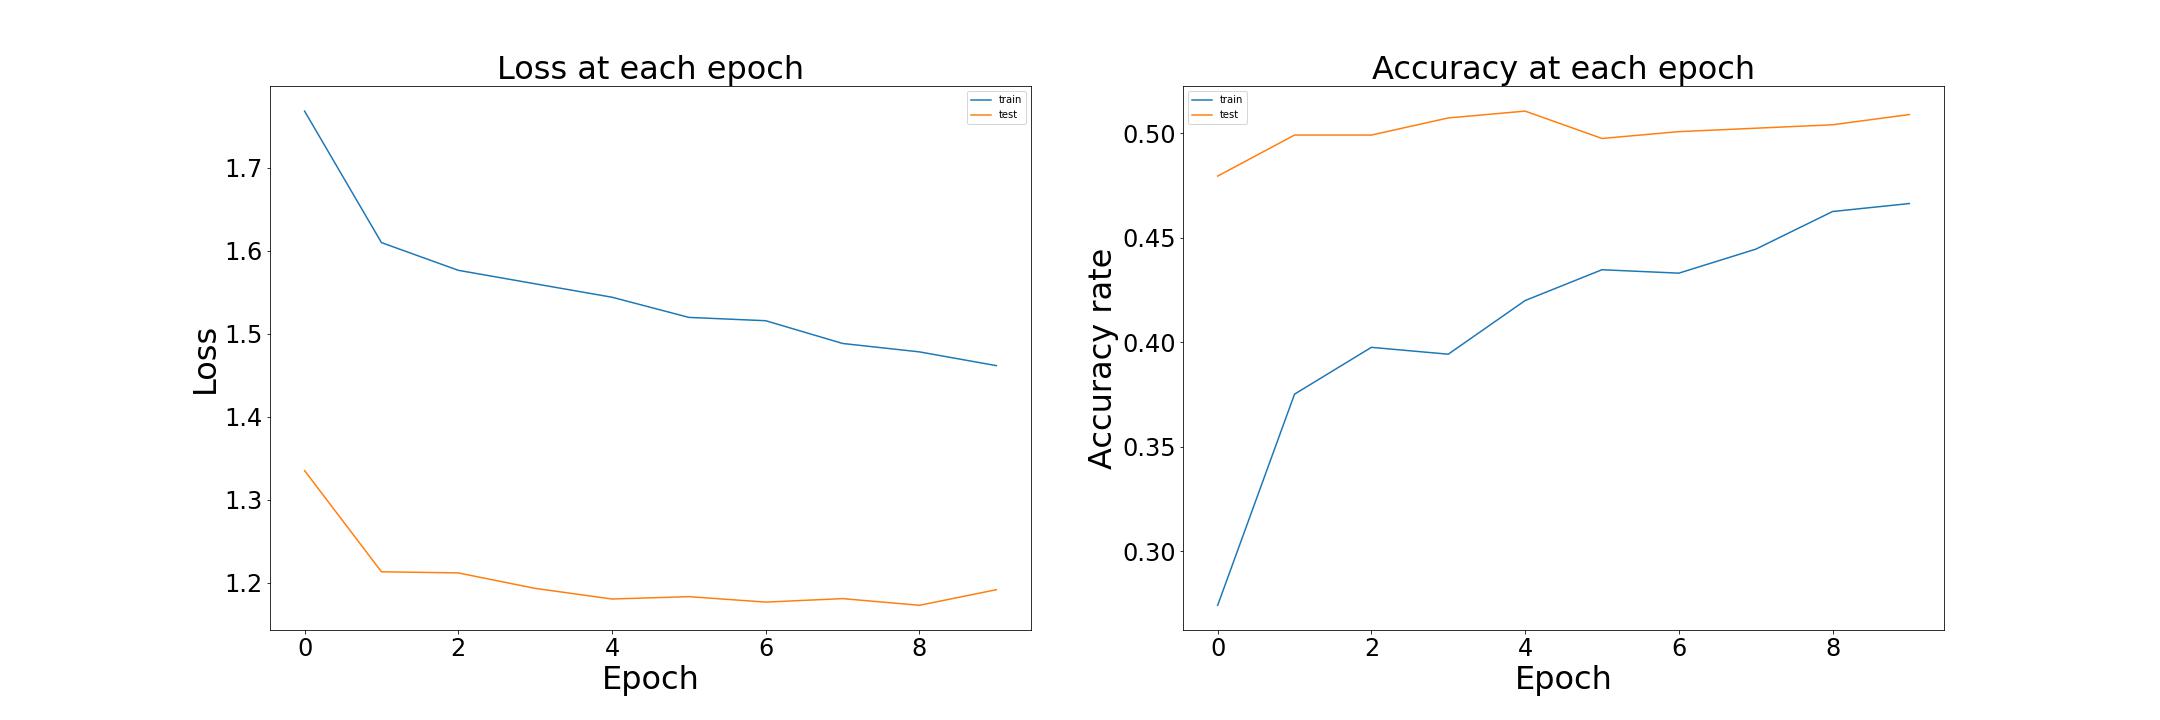 Loss at each epoch
train
test
1.7
1.6
1.5
1.4
1.3
1.2
Loss
0 2 4 6 8
Epoch
Accuracy at each epoch
train
test
0.50
0.45
0.40
0.35
0.30
Accuracy rate
0 2 4 6 8
Epoch